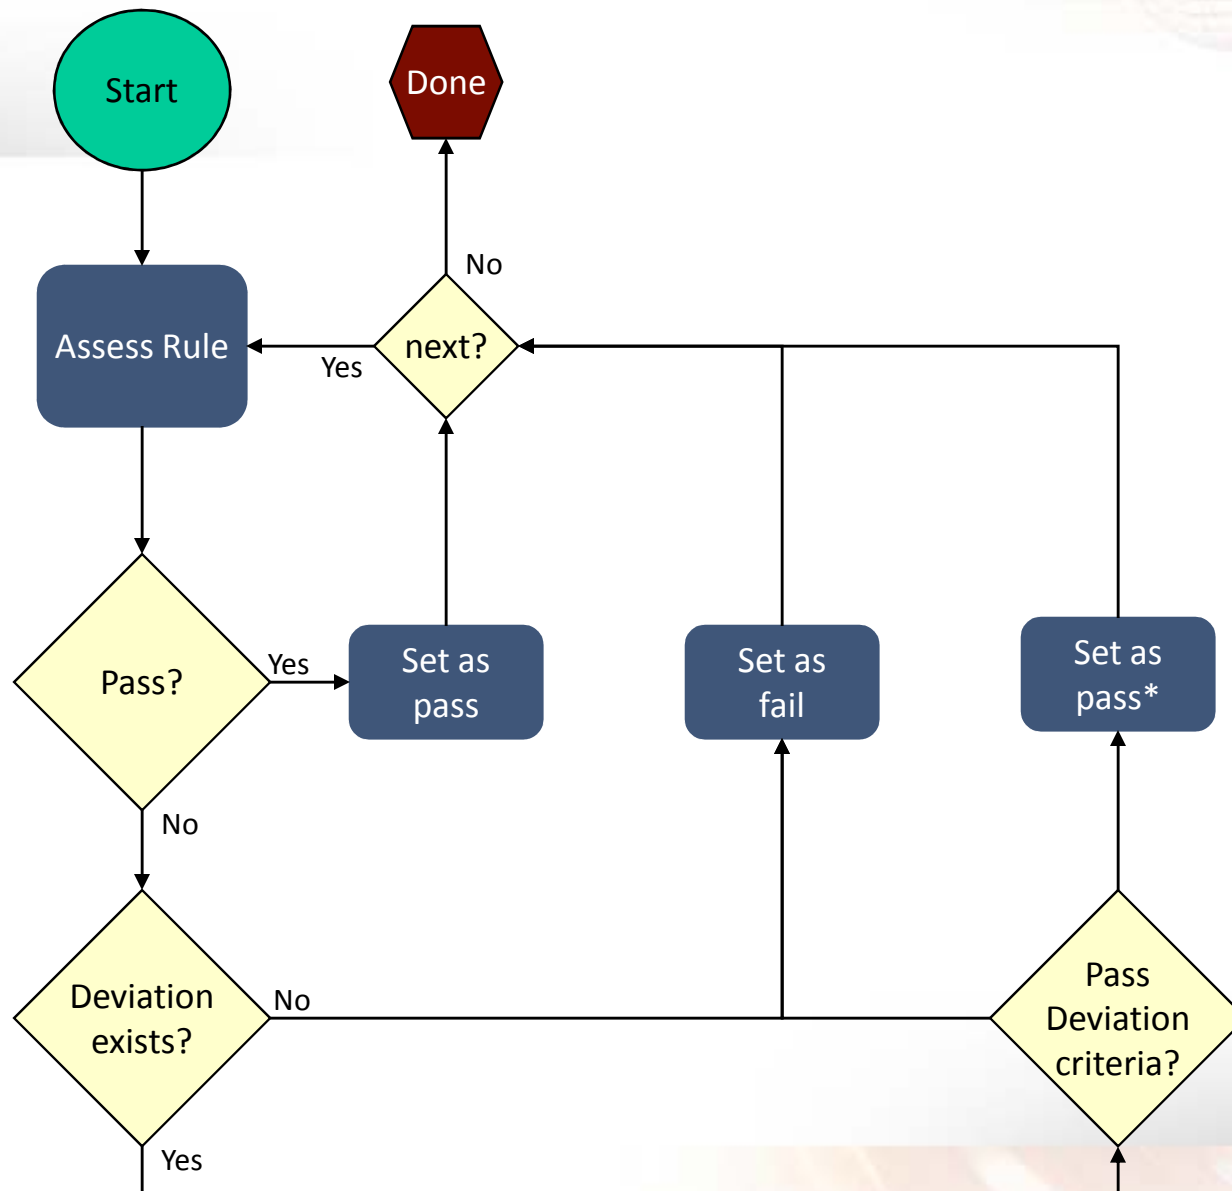 Start
Done
No
Assess Rule
next?
Yes
Pass?
Yes
Set as
pass
Set as
fail
Set as
pass*
No
Deviation
exists?
No
Pass
Deviation
criteria?
Yes